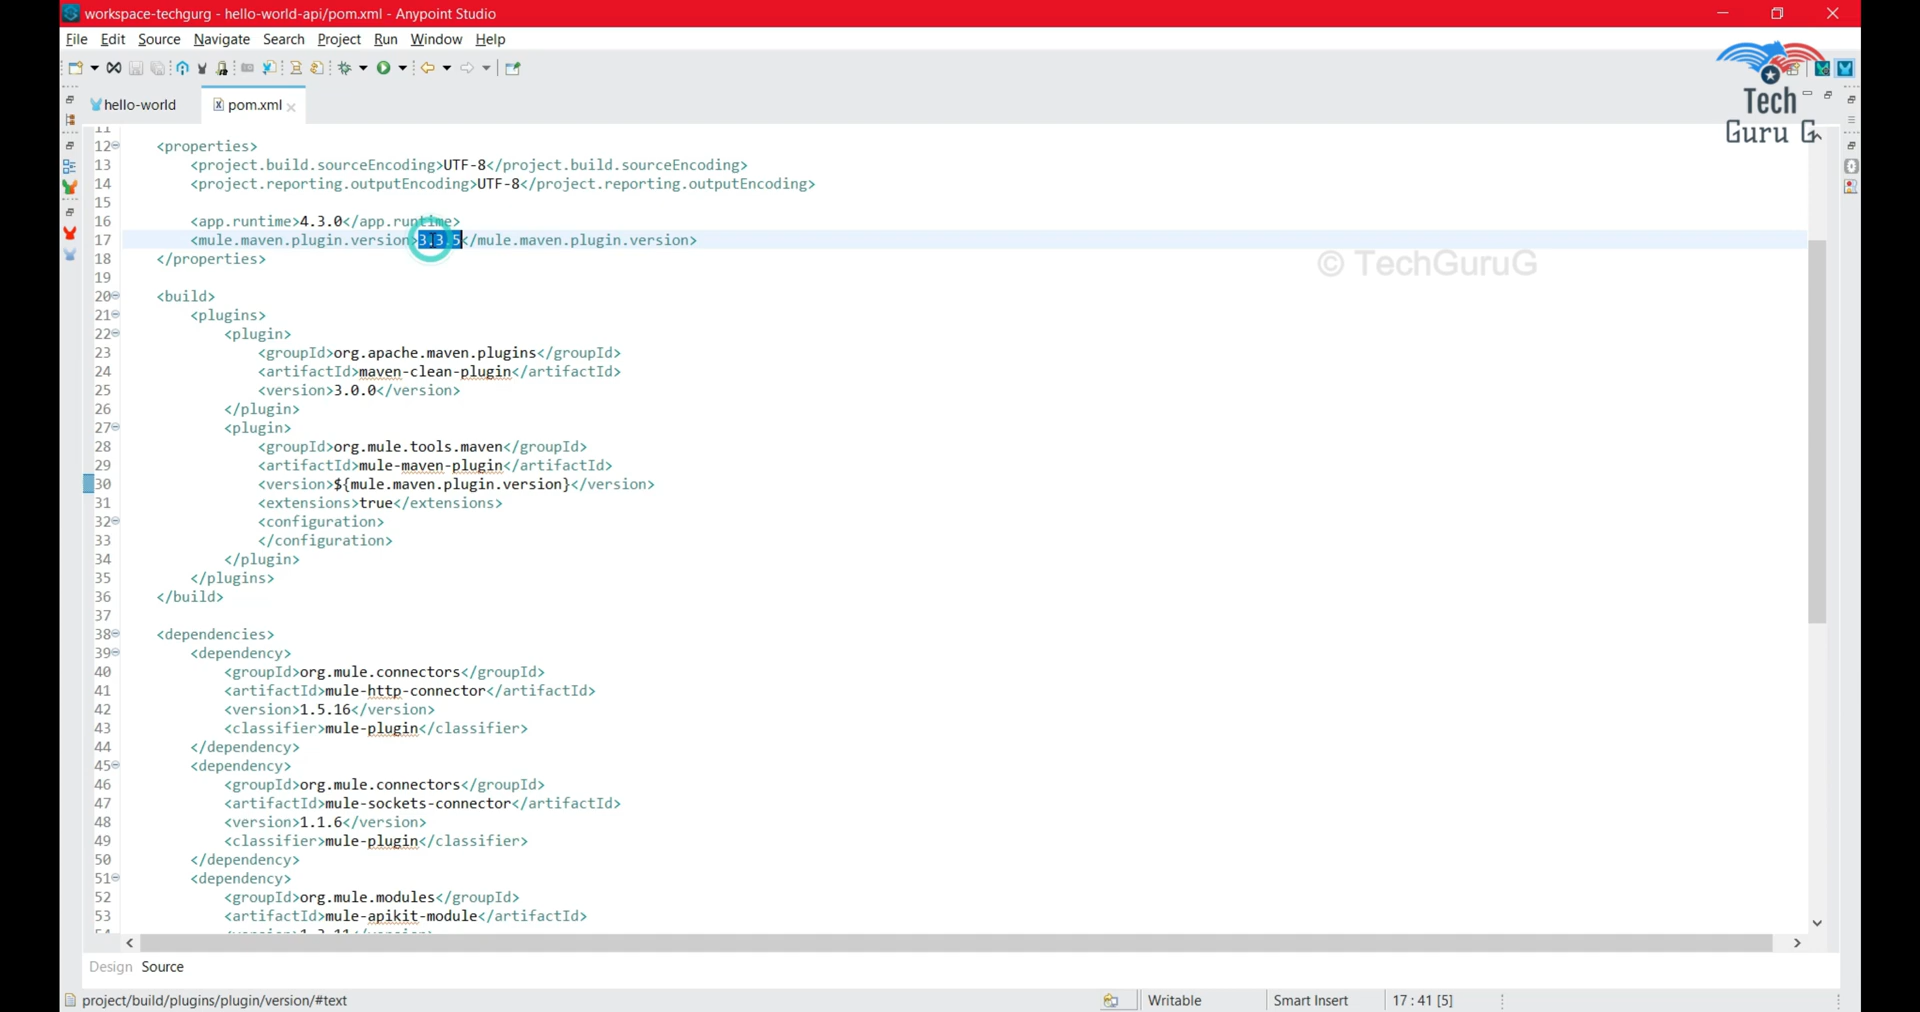 workspace-techgurg - hello-world-api/pom.xml - Anypoint Studio
File Edit Source Navigate Search Project Run Window Help
Tech
Guru G
hello-world
pom.xml
11
12 <properties>
13 <project.build.sourceEncoding>UTF-8</project.build.sourceEncoding>
14 <project.reporting.outputEncoding>UTF-8</project.reporting.outputEncoding>
15
16 <app.runtime>4.3.0</app.runtime>
17 <mule.maven.plugin.version>3.3.5</mule.maven.plugin.version>
18 </properties>
© TechGuruG
19
20 <build>
21 <plugins>
22 <plugin>
23 <groupId>org.apache.maven.plugins</groupId>
24 <artifactId>maven-clean-plugin</artifactId>
25 <version>3.0.0</version>
26 </plugin>
27 <plugin>
28 <groupId>org.mule.tools.maven</groupId>
29 <artifactId>mule-maven-plugin</artifactId>
30 <version>${mule.maven.plugin.version}</version>
31 <extensions>true</extensions>
32 <configuration>
33 </configuration>
34 </plugin>
35 </plugins>
36 </build>
37
38 <dependencies>
39 <dependency>
40 <groupId>org.mule.connectors</groupId>
41 <artifactId>mule-http-connector</artifactId>
42 <version>1.5.16</version>
43 <classifier>mule-plugin</classifier>
44 </dependency>
45 <dependency>
46 <groupId>org.mule.connectors</groupId>
47 <artifactId>mule-sockets-connector</artifactId>
48 <version>1.1.6</version>
49 <classifier>mule-plugin</classifier>
50 </dependency>
51 <dependency>
52 <groupId>org.mule.modules</groupId>
53 <artifactId>mule-apikit-module</artifactId>
54 <version>1.3.11</version>
Design Source
project/build/plugins/plugin/version/#text
Writable
Smart Insert
17 : 41 [5]